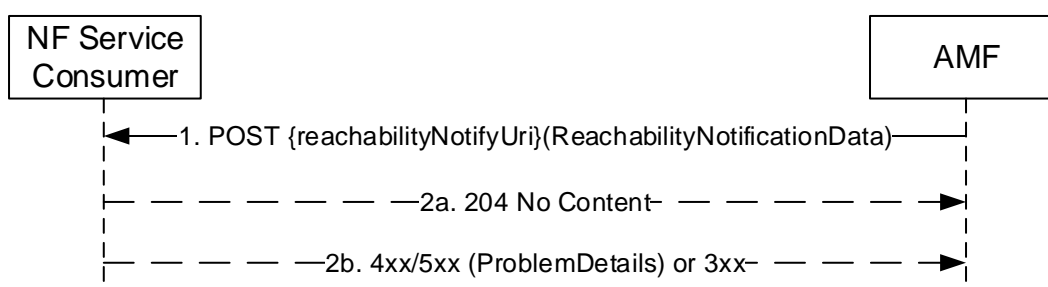 NF Service
Consumer
AMF
1. POST {reachabilityNotifyUri}(ReachabilityNotificationData)
2a. 204 No Content
2b. 4xx/5xx (ProblemDetails) or 3xx